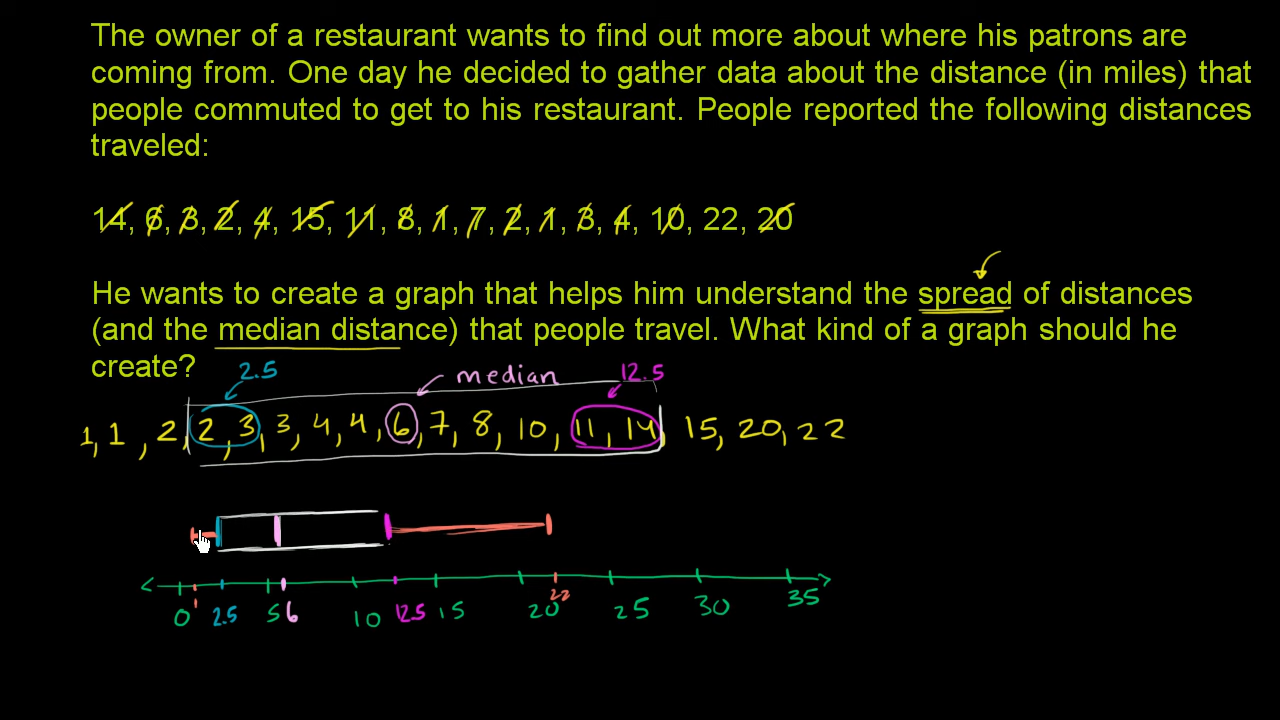 The owner of a restaurant wants to find out more about where his patrons are
coming from. One day he decided to gather data about the distance (in miles) that
people commuted to get to his restaurant. People reported the following distances
traveled:
14, 6, 3, 2, 4, 15, 11, 8, 1, 7, 2, 1, 3, 4, 10, 22, 20
He wants to create a graph that helps him understand the spread of distances
(and the median distance) that people travel. What kind of a graph should he
create?
2.5 median 12.5
1, 1, 2, 2, 3, 3, 4, 4, 6, 7, 8, 10, 11, 14, 15, 20, 22
0 1 2.5 5 6 10 12.5 15 20 22 25 30 35